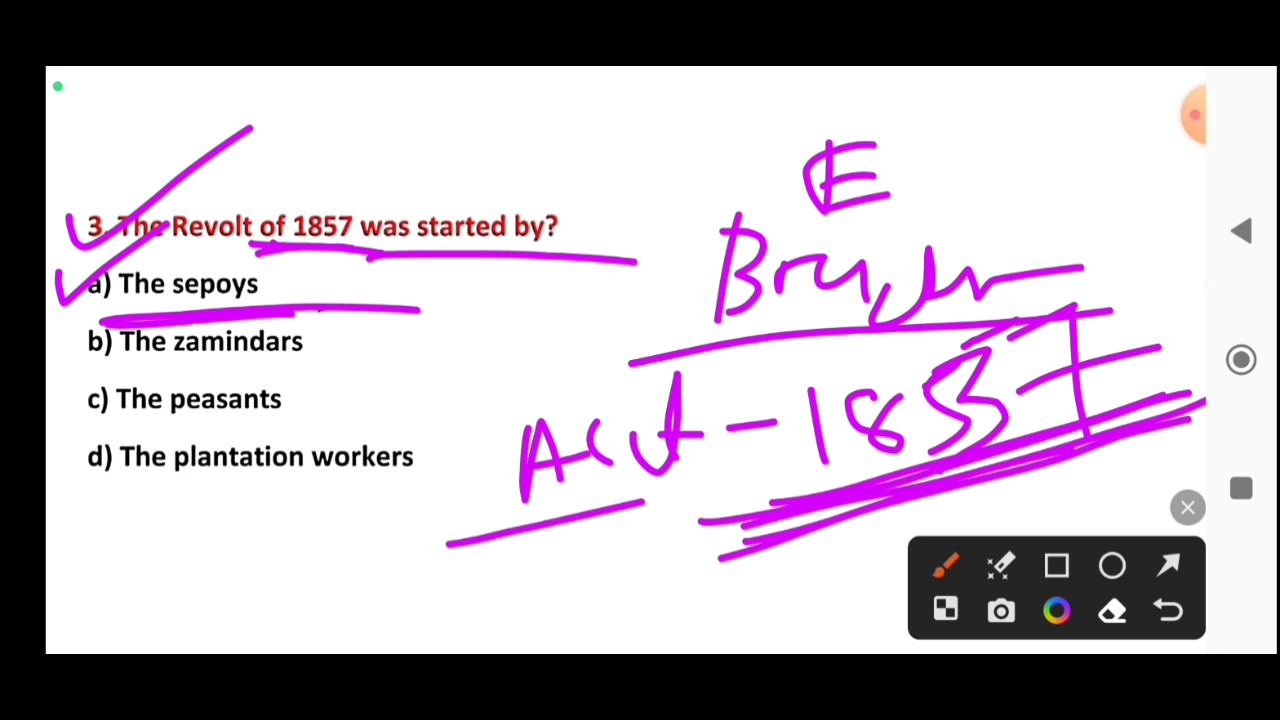 3. The Revolt of 1857 was started by?
a) The sepoys
b) The zamindars
c) The peasants
d) The plantation workers
E
Act - 1857